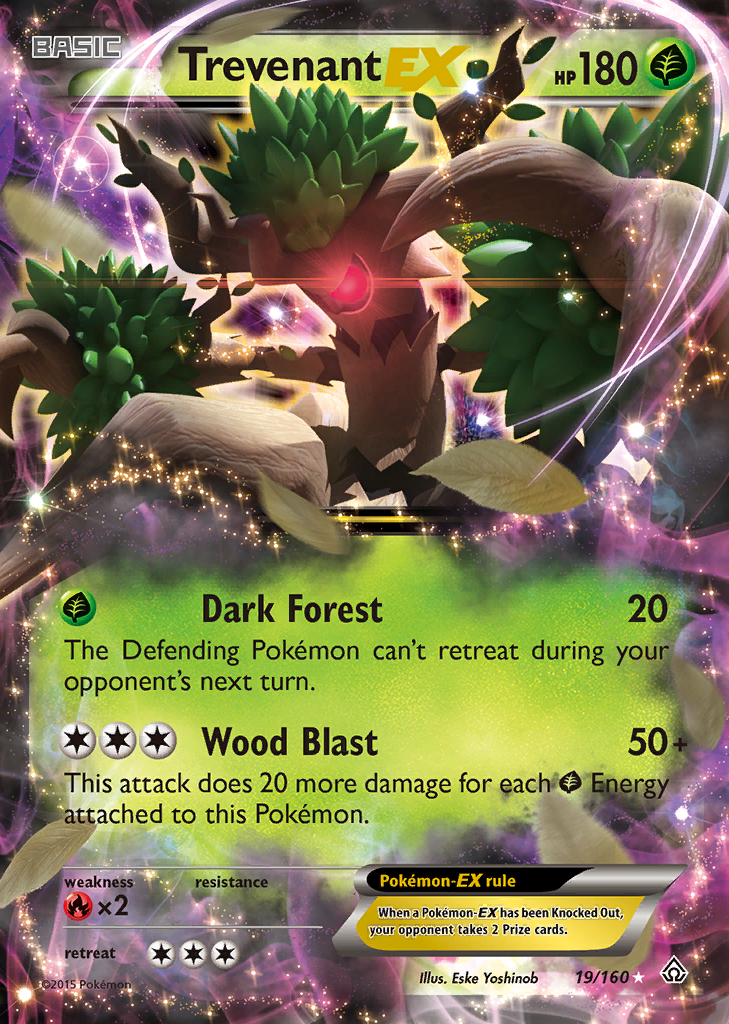 BASIC
Trevenant EX HP 180
Dark Forest 20
The Defending Pokémon can't retreat during your
opponent's next turn.
Wood Blast 50+
This attack does 20 more damage for each Energy
attached to this Pokémon.
weakness resistance
×2
retreat
Pokémon-EX rule
When a Pokémon-EX has been Knocked Out,
your opponent takes 2 Prize cards.
©2015 Pokémon
Illus. Eske Yoshinob
19/160 ★